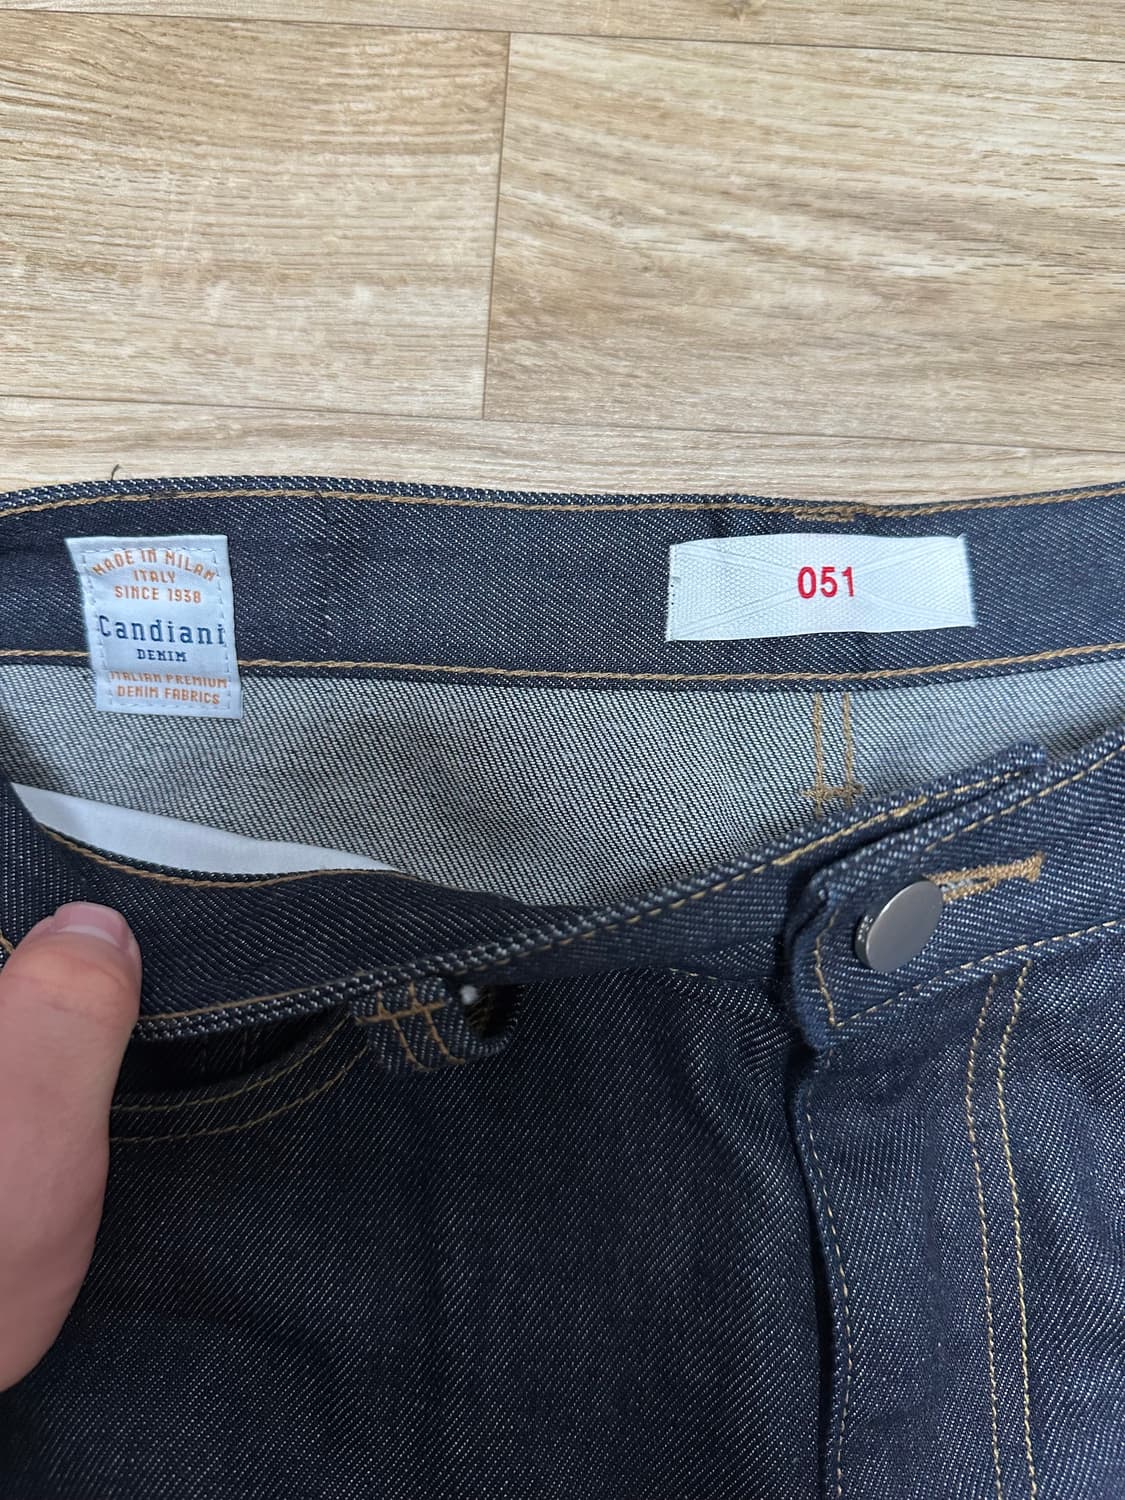 MADE IN MILAN
ITALY
SINCE 1938
Candiani
DENIM
ITALIAN PREMIUM
DENIM FABRICS
051